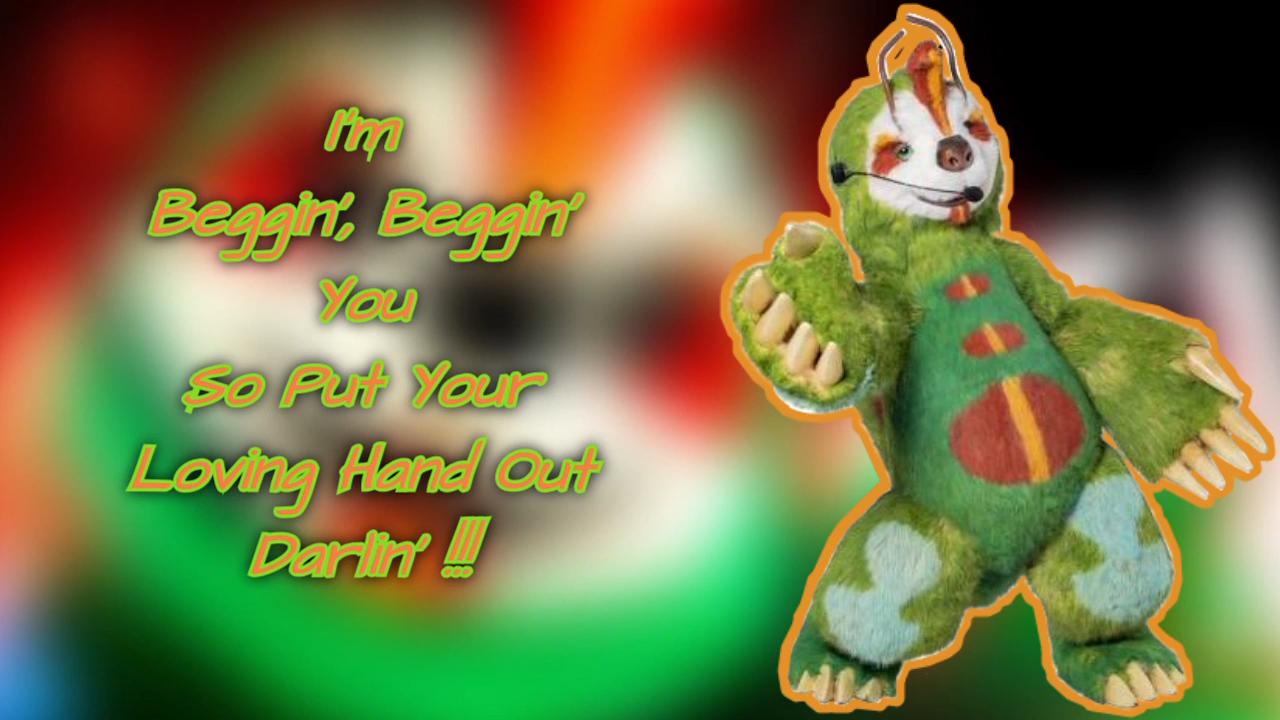 I'm
Beggin', Beggin'
You
So Put Your
Loving Hand Out
Darlin' !!!